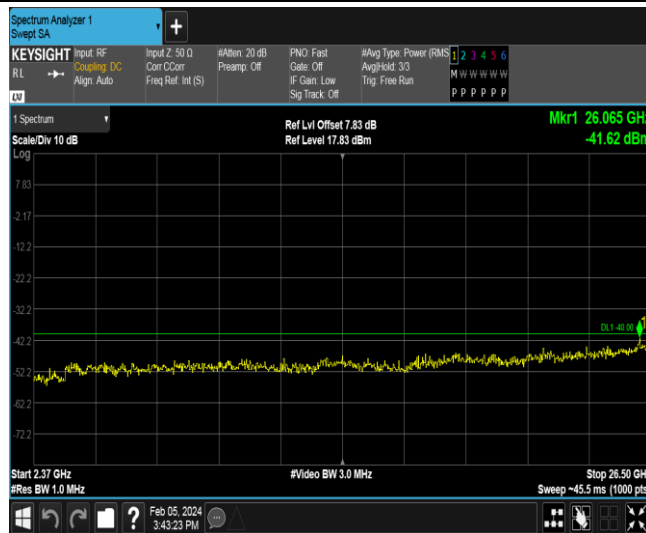 Spectrum Analyzer 1
Swept SA
+
KEYSIGHT
RL
Input: RF
Coupling: DC
Align: Auto
Input Z: 50 Ω
Corr CCorr
Freq Ref: Int (S)
#Atten: 20 dB
Preamp: Off
PNO: Fast
Gate: Off
IF Gain: Low
Sig Track: Off
#Avg Type: Power (RMS
Avg|Hold: 3/3
Trig: Free Run
1 2 3 4 5 6
M W W W W W
P P P P P P
1 Spectrum
Scale/Div 10 dB
Ref Lvl Offset 7.83 dB
Ref Level 17.83 dBm
Mkr1 26.065 GHz
-41.62 dBm
Log
7.83
-2.17
-12.2
-22.2
-32.2
DL1 -40.00
1
-42.2
-52.2
-62.2
-72.2
Start 2.37 GHz
#Res BW 1.0 MHz
#Video BW 3.0 MHz
Stop 26.50 GH
Sweep ~45.5 ms (1000 pts
?
Feb 05, 2024
3:43:23 PM